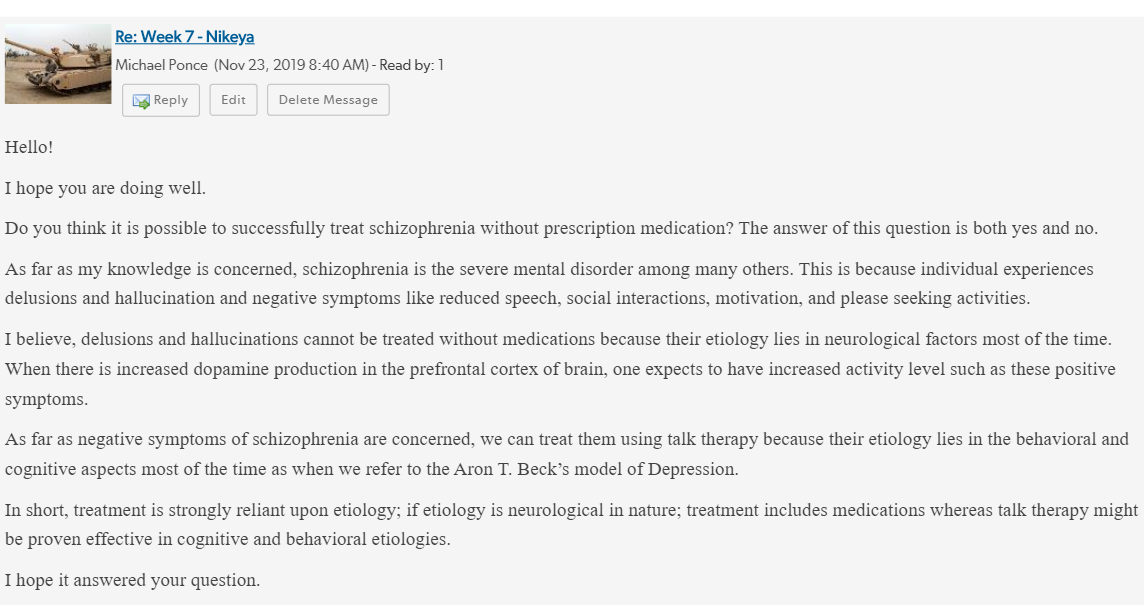 Re: Week 7 - Nikeya
Michael Ponce (Nov 23, 2019 8:40 AM) - Read by: 1
Reply Edit Delete Message
Hello!
I hope you are doing well.
Do you think it is possible to successfully treat schizophrenia without prescription medication? The answer of this question is both yes and no.
As far as my knowledge is concerned, schizophrenia is the severe mental disorder among many others. This is because individual experiences
delusions and hallucination and negative symptoms like reduced speech, social interactions, motivation, and please seeking activities.
I believe, delusions and hallucinations cannot be treated without medications because their etiology lies in neurological factors most of the time.
When there is increased dopamine production in the prefrontal cortex of brain, one expects to have increased activity level such as these positive
symptoms.
As far as negative symptoms of schizophrenia are concerned, we can treat them using talk therapy because their etiology lies in the behavioral and
cognitive aspects most of the time as when we refer to the Aron T. Beck’s model of Depression.
In short, treatment is strongly reliant upon etiology; if etiology is neurological in nature; treatment includes medications whereas talk therapy might
be proven effective in cognitive and behavioral etiologies.
I hope it answered your question.